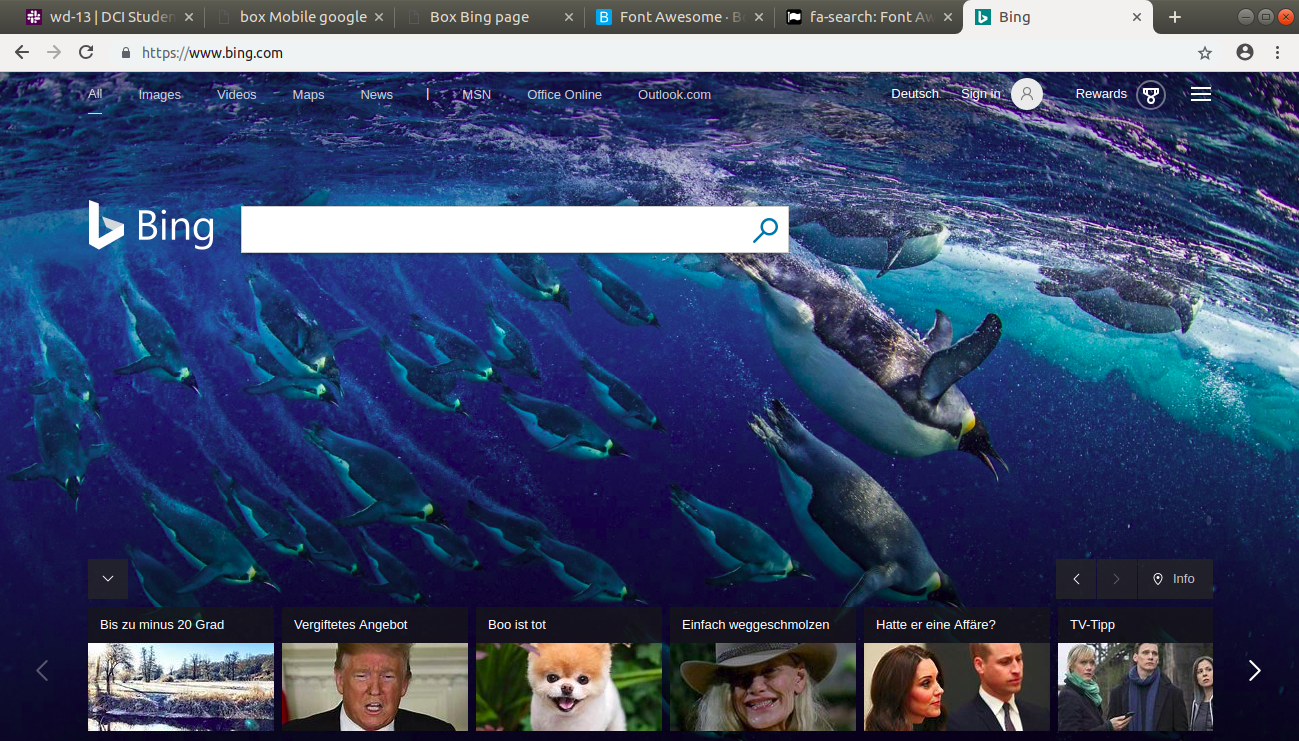 wd-13 | DCI Studen
box Mobile google
Box Bing page
Font Awesome · Bo
fa-search: Font Aw
Bing
https://www.bing.com
All Images Videos Maps News | MSN Office Online Outlook.com
Deutsch Sign in Rewards
Bing
Info
Bis zu minus 20 Grad
Vergiftetes Angebot
Boo ist tot
Einfach weggeschmolzen
Hatte er eine Affäre?
TV-Tipp